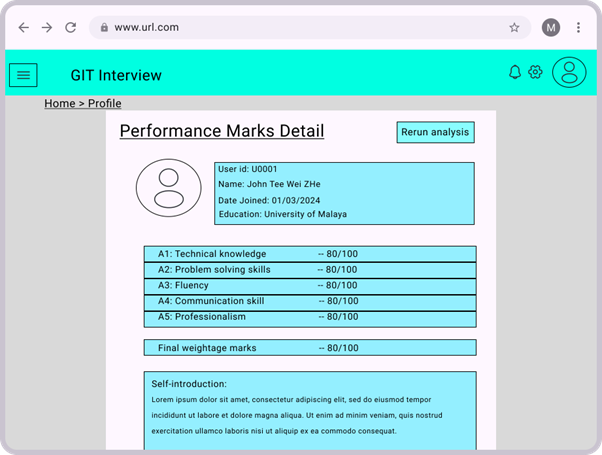 www.url.com
M
GIT Interview
Home > Profile
Performance Marks Detail
Rerun analysis
User id: U0001
Name: John Tee Wei ZHe
Date Joined: 01/03/2024
Education: University of Malaya
A1: Technical knowledge -- 80/100
A2: Problem solving skills -- 80/100
A3: Fluency -- 80/100
A4: Communication skill -- 80/100
A5: Professionalism -- 80/100
Final weightage marks -- 80/100
Self-introduction:
Lorem ipsum dolor sit amet, consectetur adipiscing elit, sed do eiusmod tempor
incididunt ut labore et dolore magna aliqua. Ut enim ad minim veniam, quis nostrud
exercitation ullamco laboris nisi ut aliquip ex ea commodo consequat.